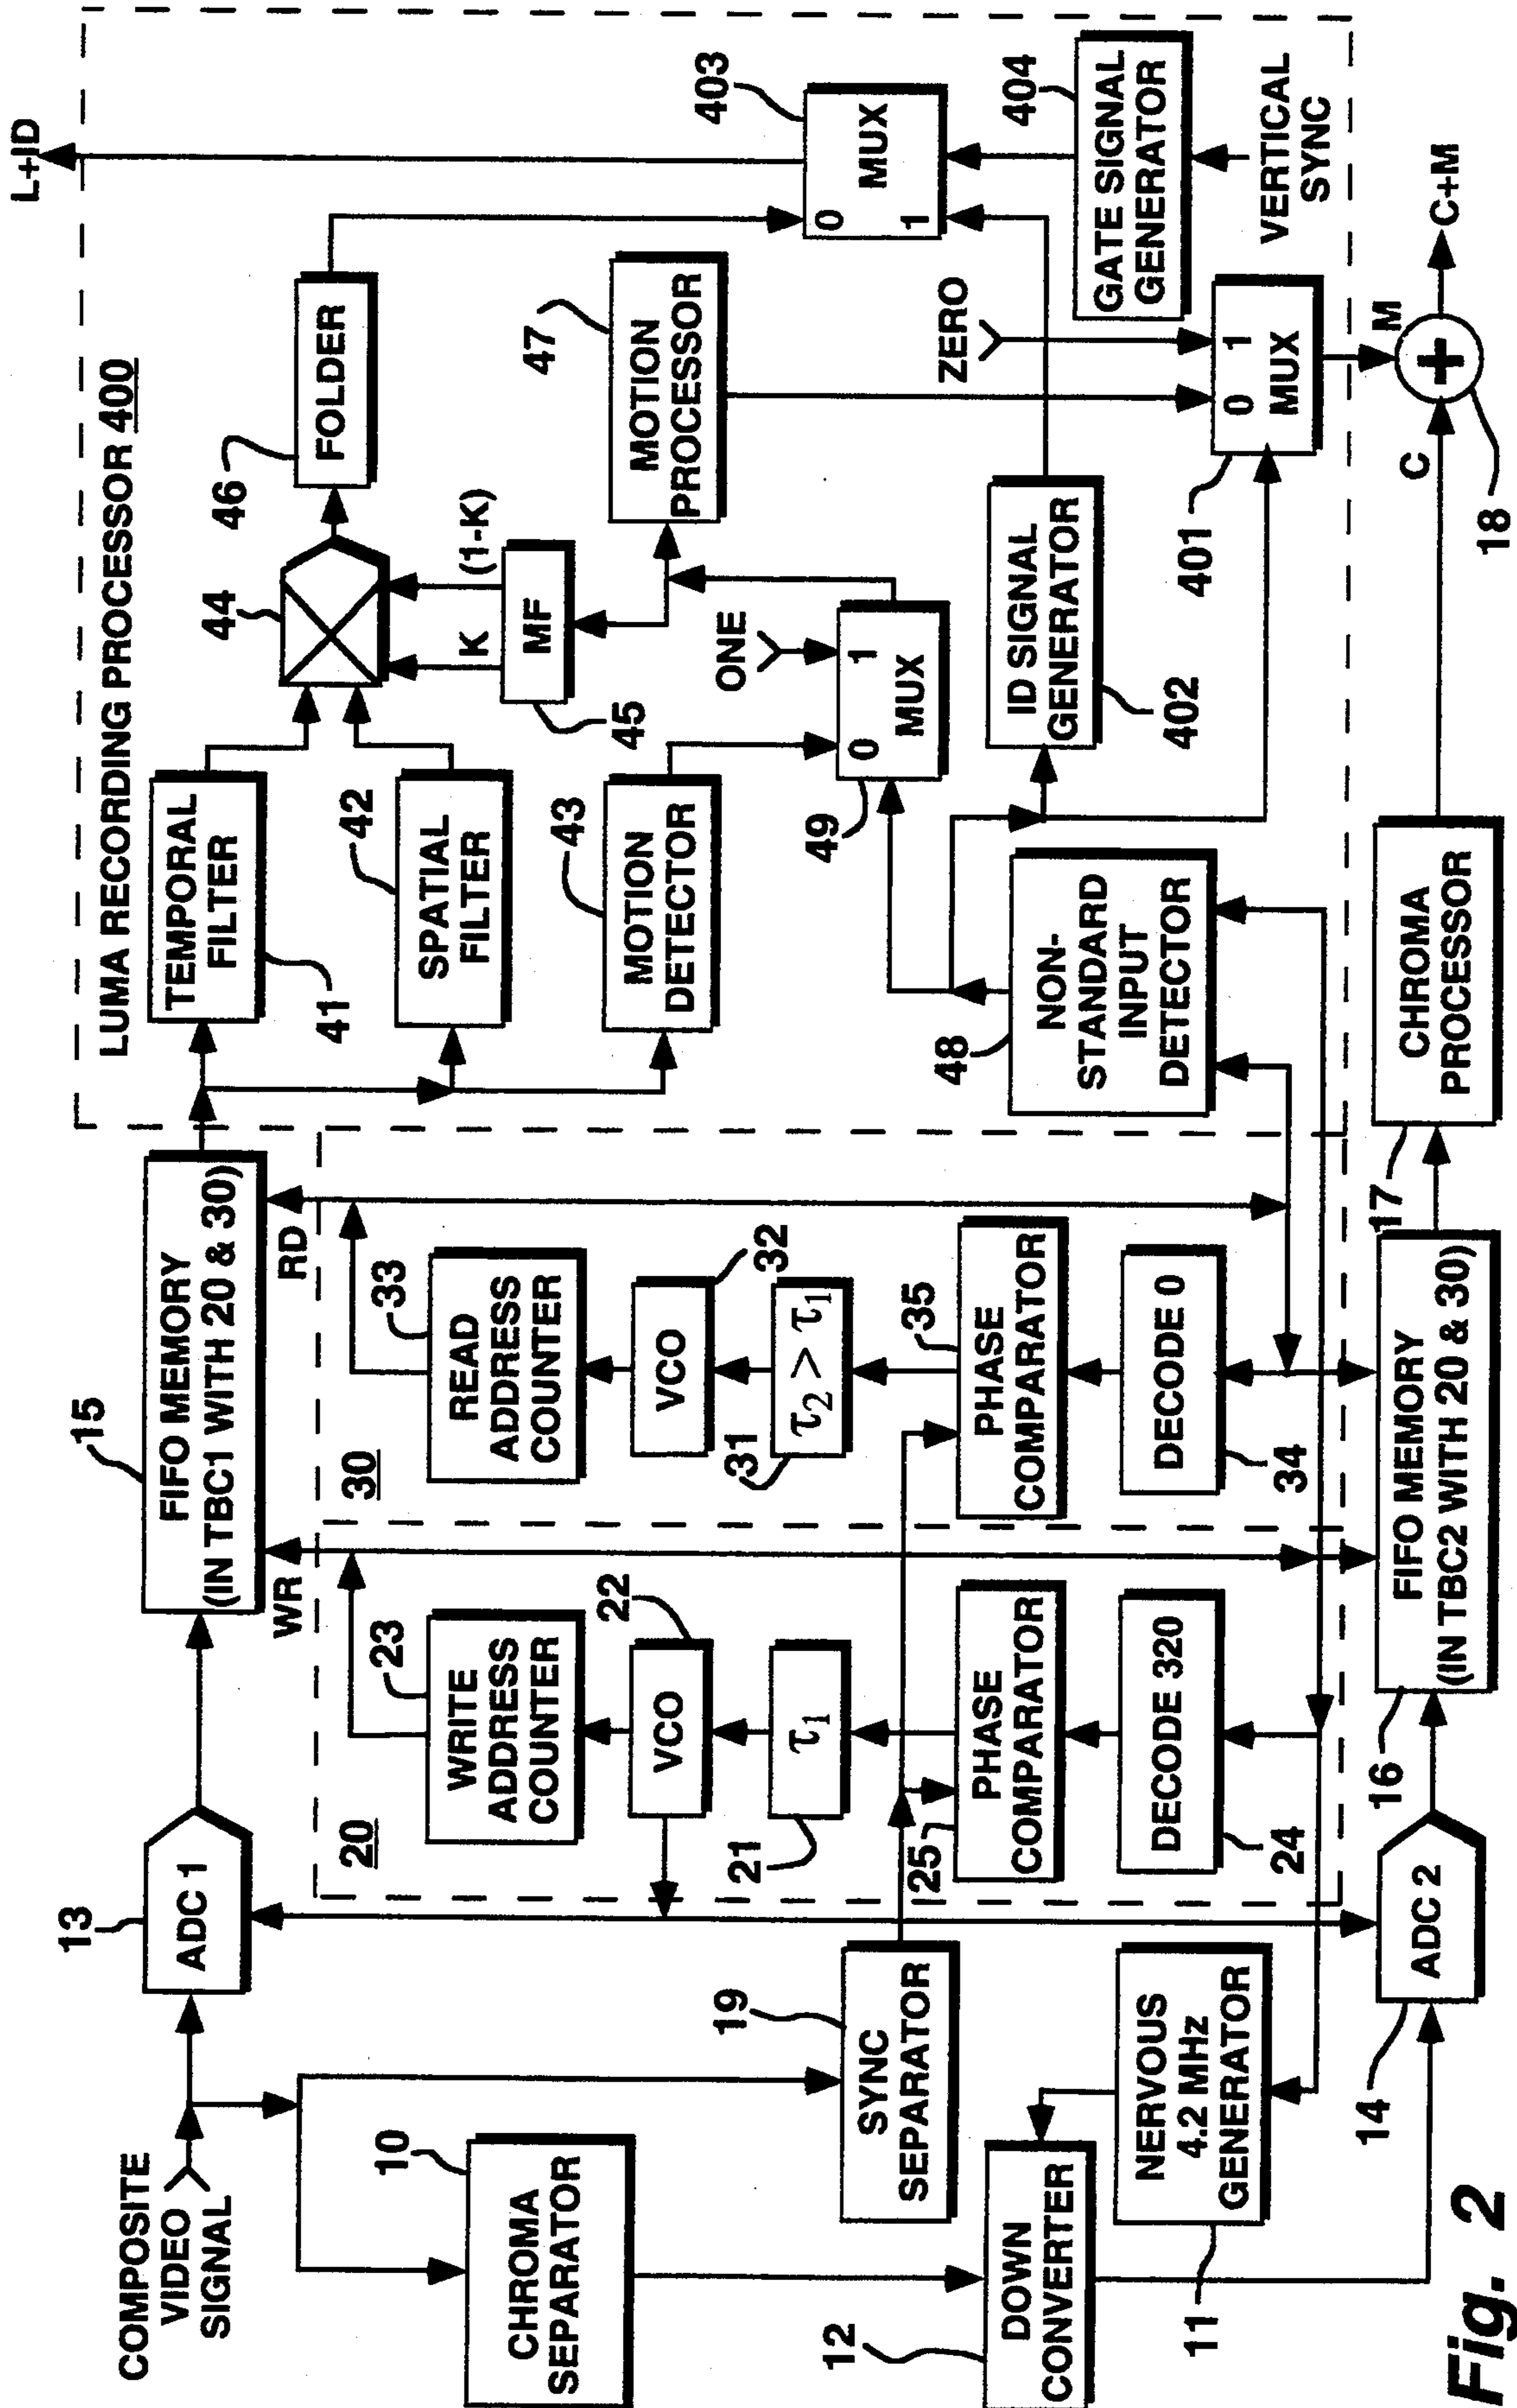 COMPOSITE
VIDEO
SIGNAL
13
ADC 1
15
FIFO MEMORY
(IN TBC1 WITH 20 & 30)
WR
RD
LUMA RECORDING PROCESSOR 400
TEMPORAL
FILTER
41
SPATIAL
FILTER
42
MOTION
DETECTOR
43
44
K
(1-K)
MF
45
46
FOLDER
47
MOTION
PROCESSOR
L+ID
403
0
1
MUX
404
GATE SIGNAL
GENERATOR
VERTICAL
SYNC
ONE
0
1
MUX
49
ZERO
48
NON-
STANDARD
INPUT
DETECTOR
ID SIGNAL
GENERATOR
402
0
1
MUX
401
M
20
23
WRITE
ADDRESS
COUNTER
22
VCO
21
τ1
25
PHASE
COMPARATOR
DECODE 320
24
30
33
READ
ADDRESS
COUNTER
32
VCO
31
τ2 > τ1
35
PHASE
COMPARATOR
DECODE 0
34
10
CHROMA
SEPARATOR
19
SYNC
SEPARATOR
12
DOWN
CONVERTER
NERVOUS
4.2 MHz
GENERATOR
11
14
ADC 2
16
FIFO MEMORY
(IN TBC2 WITH 20 & 30)
17
CHROMA
PROCESSOR
C
18
C+M
Fig. 2